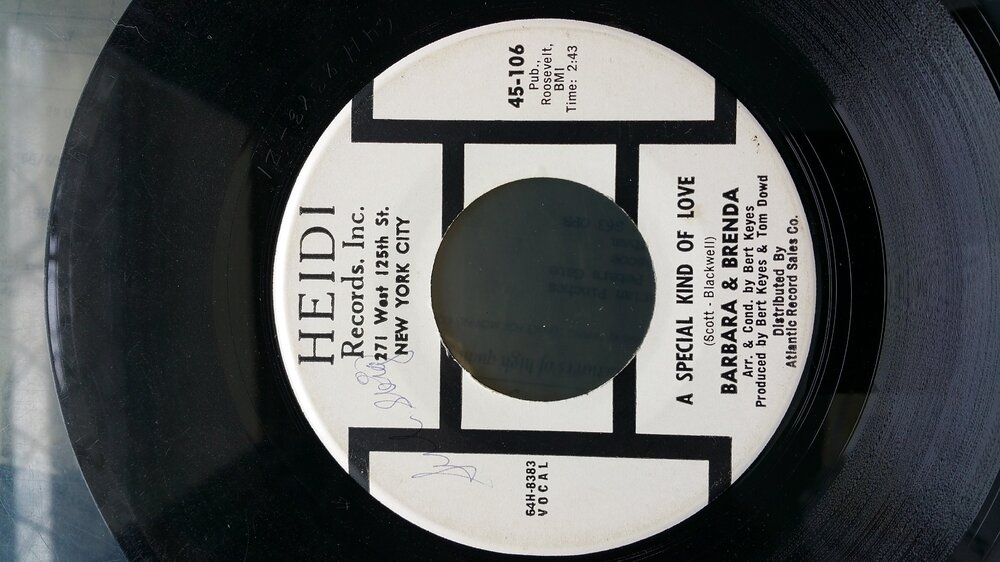 HEIDI
Records, Inc.
271 West 125th St.
NEW YORK CITY
64H-8383
VOCAL
45-106
Pub.,
Roosevelt,
BMI
Time: 2:43
A SPECIAL KIND OF LOVE
(Scott - Blackwell)
BARBARA & BRENDA
Arr. & Cond. by Bert Keyes
Produced by Bert Keyes & Tom Dowd
Distributed By
Atlantic Record Sales Co.